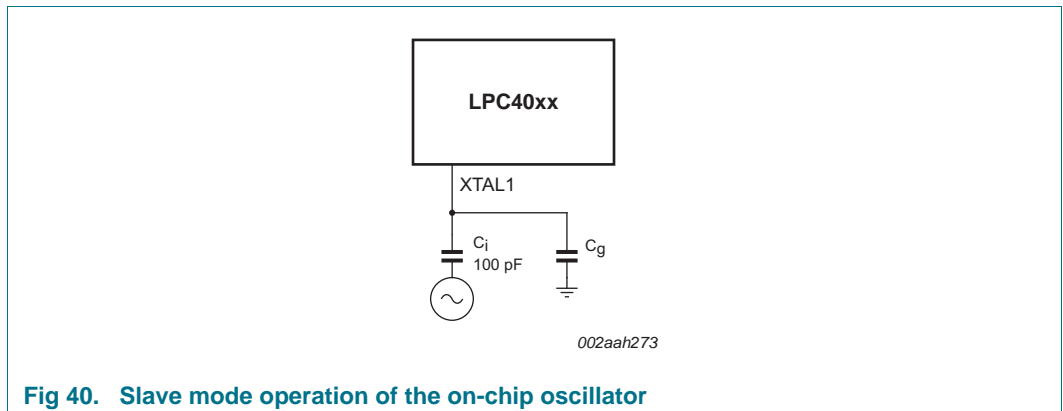 LPC40xx
XTAL1
Ci
100 pF
Cg
002aah273
Fig 40. Slave mode operation of the on-chip oscillator